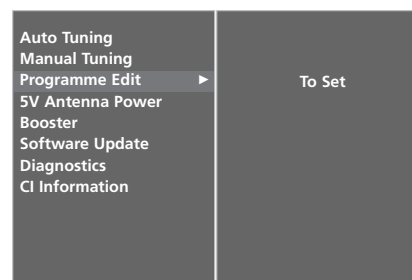 Auto Tuning
Manual Tuning
Programme Edit ►
To Set
5V Antenna Power
Booster
Software Update
Diagnostics
CI Information